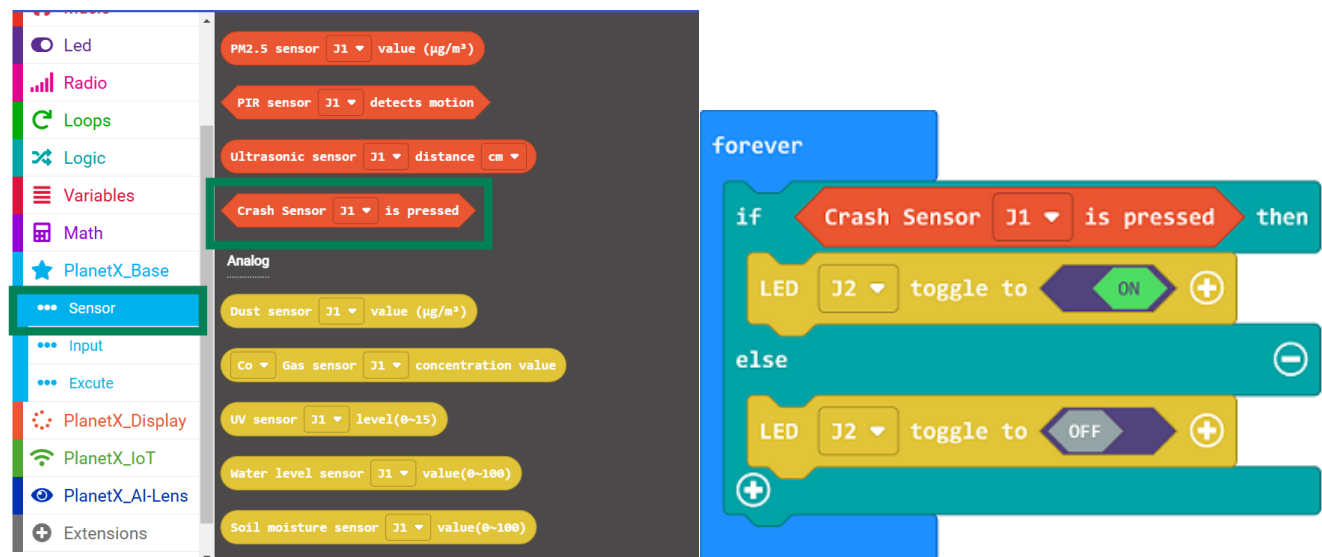 Led
Radio
Loops
Logic
Variables
Math
PlanetX_Base
Sensor
Input
Excute
PlanetX_Display
PlanetX_IoT
PlanetX_AI-Lens
Extensions
PM2.5 sensor J1 value (μg/m³)
PIR sensor J1 detects motion
Ultrasonic sensor J1 distance cm
Crash Sensor J1 is pressed
Analog
Dust sensor J1 value (μg/m³)
Co Gas sensor J1 concentration value
UV sensor J1 level(0~15)
Water level sensor J1 value(0~100)
Soil moisture sensor J1 value(0~100)
forever
if Crash Sensor J1 is pressed then
LED J2 toggle to ON
else
LED J2 toggle to OFF